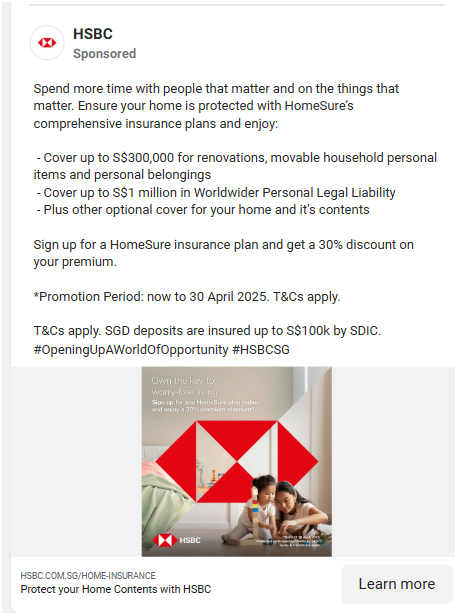 HSBC
Sponsored
Spend more time with people that matter and on the things that
matter. Ensure your home is protected with HomeSure's
comprehensive insurance plans and enjoy:
- Cover up to S$300,000 for renovations, movable household personal
items and personal belongings
- Cover up to S$1 million in Worldwider Personal Legal Liability
- Plus other optional cover for your home and it's contents
Sign up for a HomeSure insurance plan and get a 30% discount on
your premium.
*Promotion Period: now to 30 April 2025. T&Cs apply.
T&Cs apply. SGD deposits are insured up to S$100k by SDIC.
#OpeningUpAWorldOfOpportunity #HSBCSG
Own the key to
worry-free living
Sign up for any HomeSure plan today
and enjoy a 30% premium discount*
HSBC
HSBC.COM.SG/HOME-INSURANCE
Protect your Home Contents with HSBC
Learn more